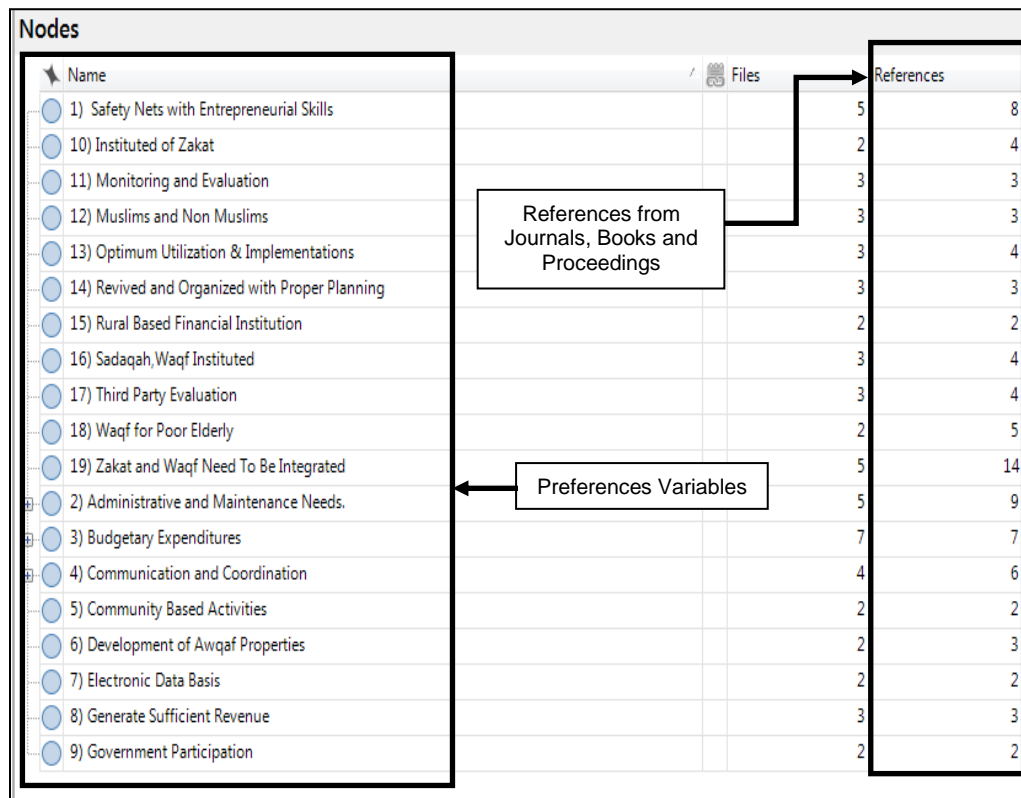 Nodes
Name / Files References
1) Safety Nets with Entrepreneurial Skills 5 8
10) Instituted of Zakat 2 4
11) Monitoring and Evaluation 3 3
12) Muslims and Non Muslims 3 3
13) Optimum Utilization & Implementations 3 4
14) Revived and Organized with Proper Planning 3 3
15) Rural Based Financial Institution 2 2
16) Sadaqah,Waqf Instituted 3 4
17) Third Party Evaluation 3 4
18) Waqf for Poor Elderly 2 5
19) Zakat and Waqf Need To Be Integrated 5 14
2) Administrative and Maintenance Needs. 5 9
3) Budgetary Expenditures 7 7
4) Communication and Coordination 4 6
5) Community Based Activities 2 2
6) Development of Awqaf Properties 2 3
7) Electronic Data Basis 2 2
8) Generate Sufficient Revenue 3 3
9) Government Participation 2 2
References from
Journals, Books and
Proceedings
Preferences Variables